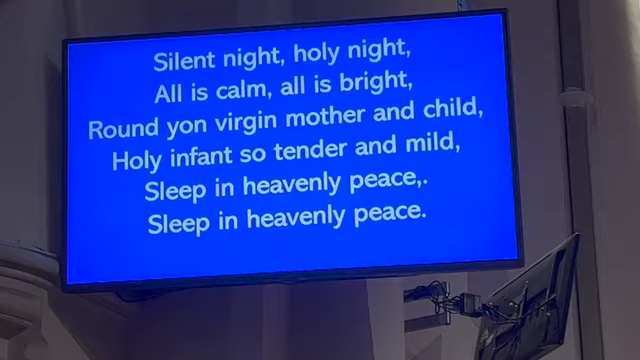 Silent night, holy night,
All is calm, all is bright,
Round yon virgin mother and child,
Holy infant so tender and mild,
Sleep in heavenly peace,.
Sleep in heavenly peace.